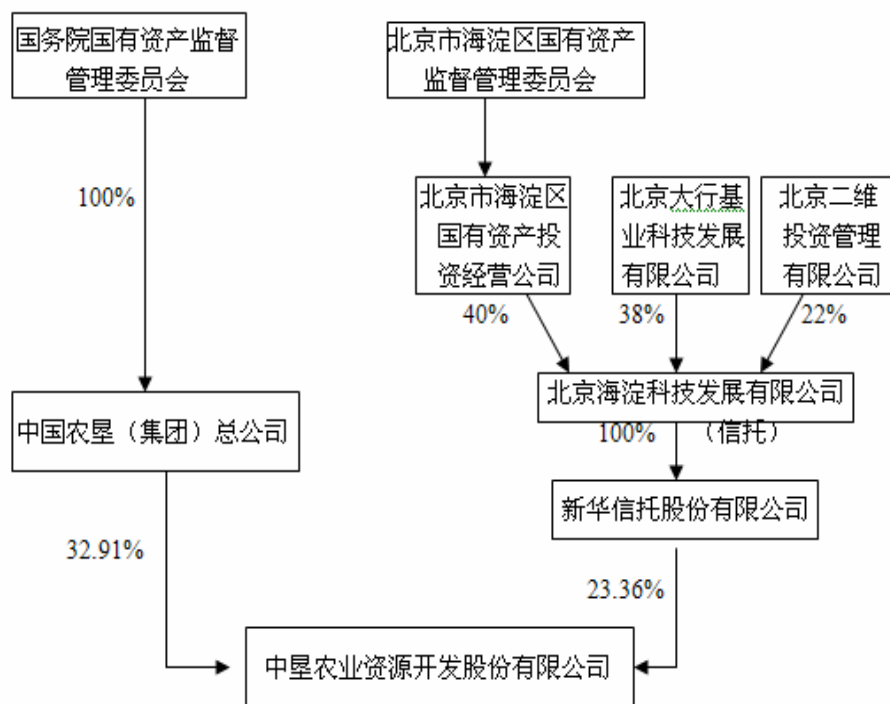 国务院国有资产监督
管理委员会
北京市海淀区国有资产
监督管理委员会
100%
北京市海淀区
国有资产投
资经营公司
北京大行基
业科技发展
有限公司
北京二维
投资管理
有限公司
40%
38%
22%
北京海淀科技发展有限公司
100%
（信托）
中国农垦（集团）总公司
新华信托股份有限公司
32.91%
23.36%
中垦农业资源开发股份有限公司